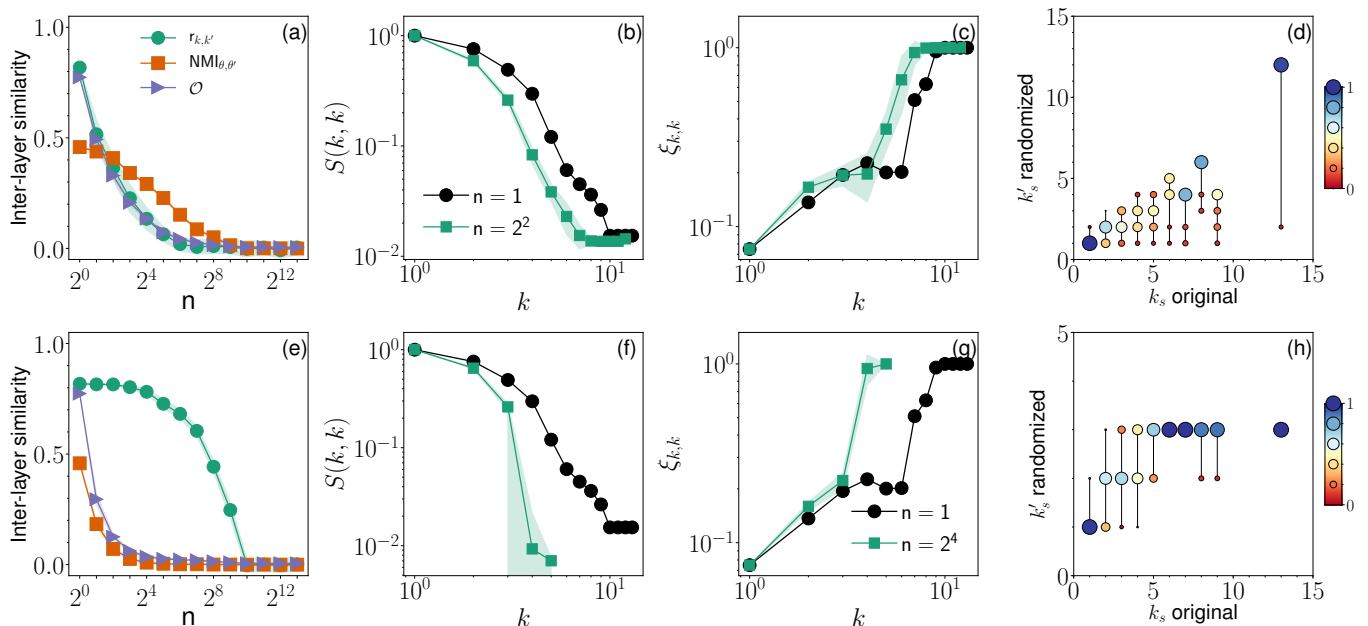 (a)
1.0
0.5
0.0
Inter-layer similarity
r_{k,k'}
NMI_{θ,θ'}
𝒪
2^0 2^4 2^8 2^12
n
(b)
10^0
10^{-1}
10^{-2}
S(k, k)
n = 1
n = 2^2
10^0 10^1
k
(c)
10^0
10^{-1}
ξ_{k,k}
10^0 10^1
k
(d)
15
10
5
0
k'_s randomized
0 5 10 15
k_s original
1
0
(e)
1.0
0.5
0.0
Inter-layer similarity
2^0 2^4 2^8 2^12
n
(f)
10^0
10^{-1}
10^{-2}
S(k, k)
10^0 10^1
k
(g)
10^0
10^{-1}
ξ_{k,k}
n = 1
n = 2^4
10^0 10^1
k
(h)
5
0
k'_s randomized
0 5 10 15
k_s original
1
0